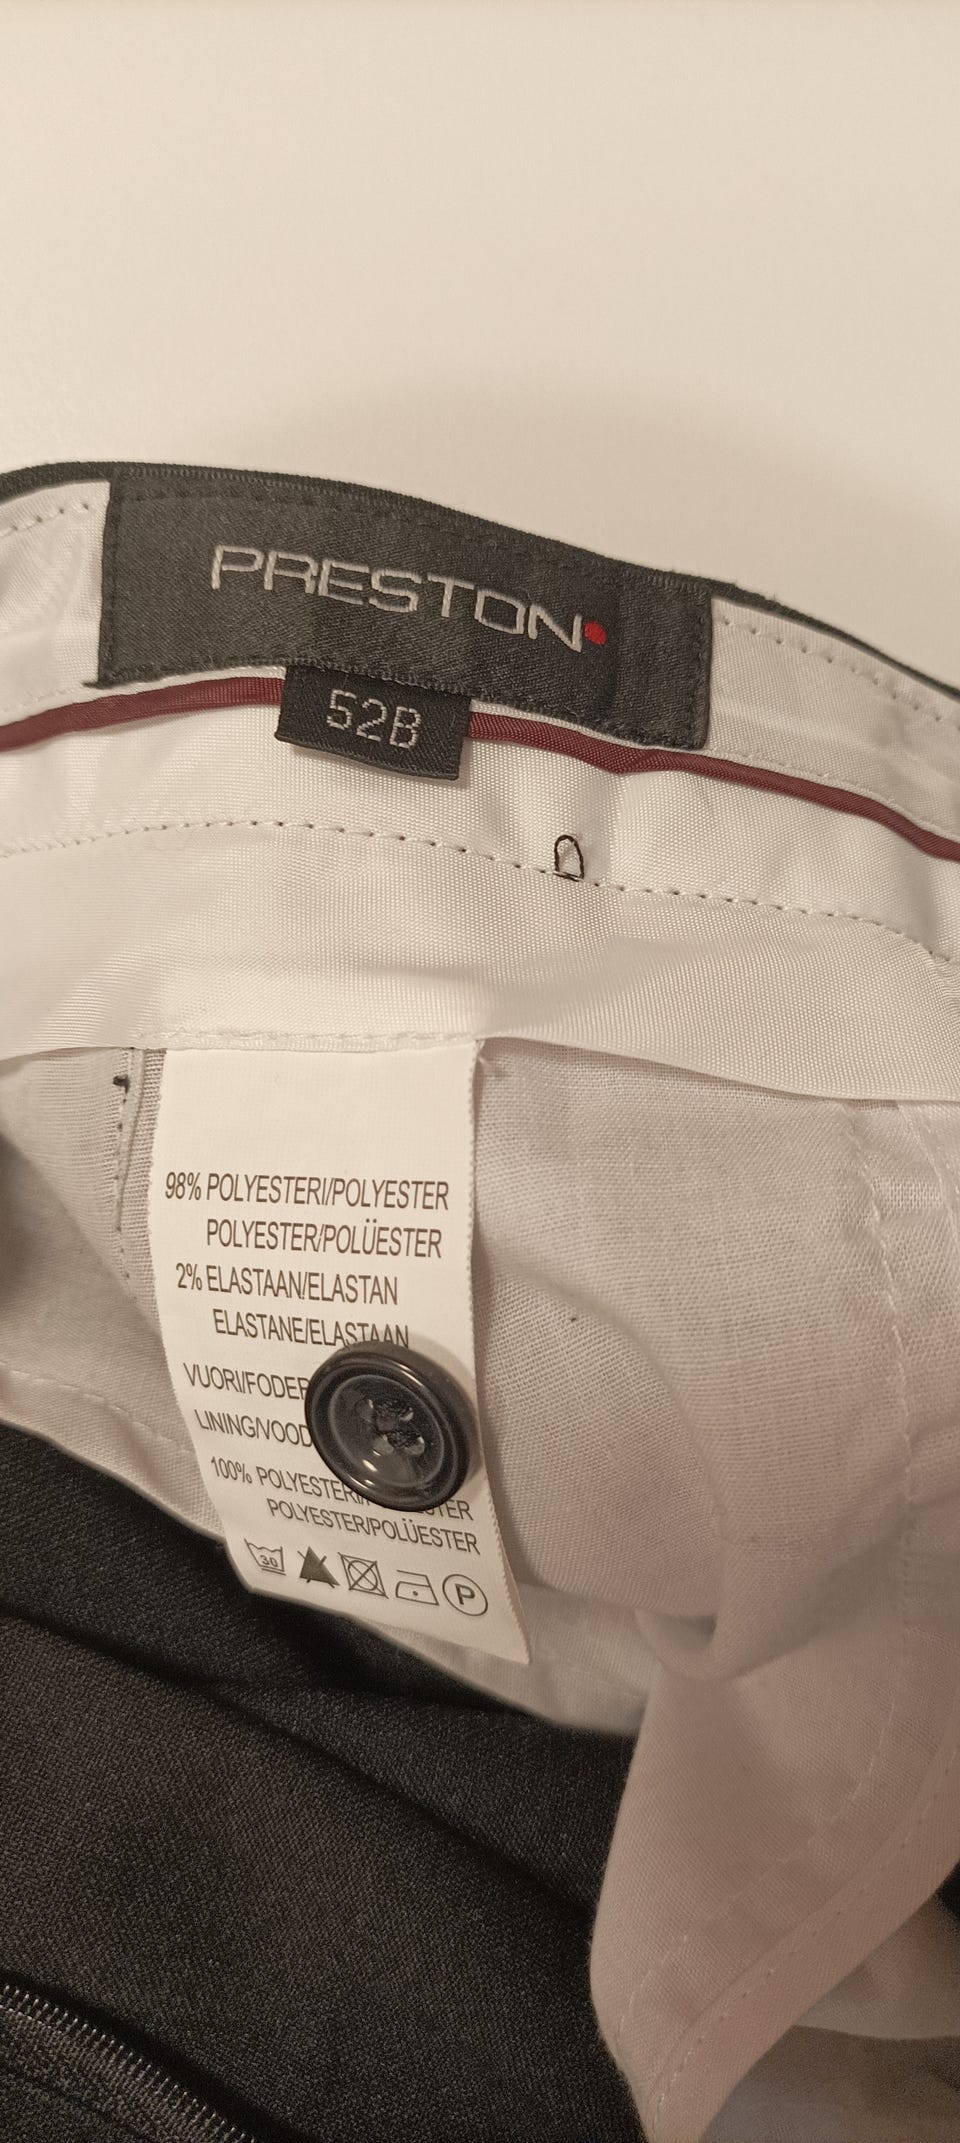 PRESTON
52B
98% POLYESTERI/POLYESTER
POLYESTER/POLÜESTER
2% ELASTAAN/ELASTAN
ELASTANE/ELASTAAN
VUORI/FODER
LINING/VOOD
100% POLYESTERI
POLYESTER/POLÜESTER
30
P